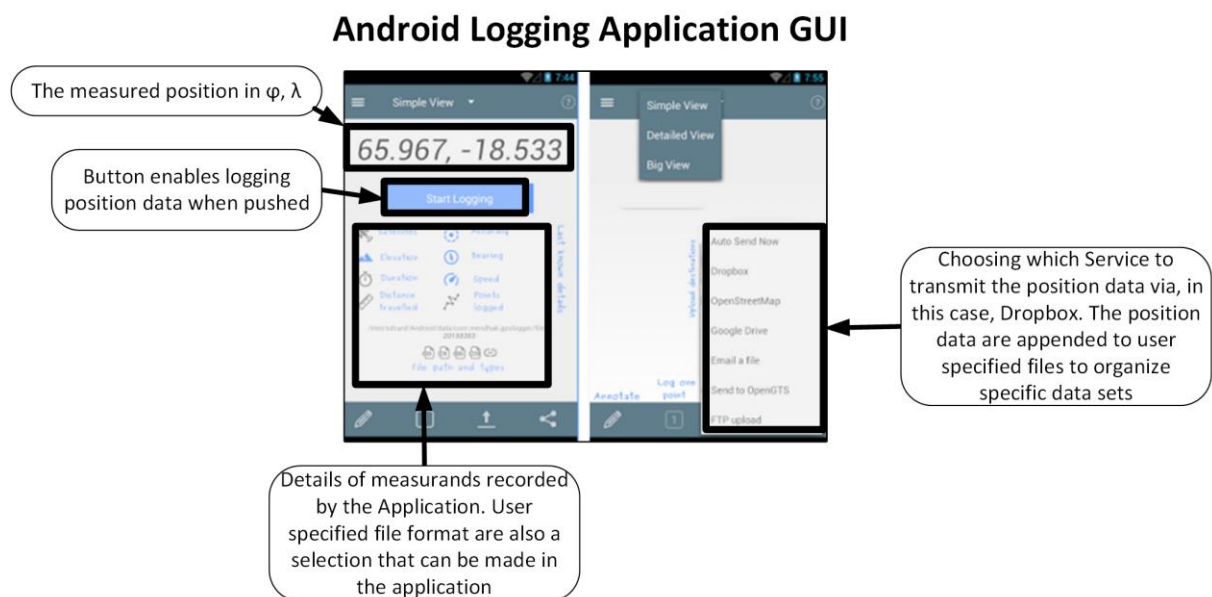 Android Logging Application GUI
The measured position in φ, λ
Button enables logging
position data when pushed
Details of measurands recorded
by the Application. User
specified file format are also a
selection that can be made in
the application
7:44
Simple View
65.967, -18.533
Start Logging
Satellites
Accuracy
Elevation
Bearing
Duration
Speed
Distance
travelled
Points
logged
Last known details
20160303
File path and types
7:55
Simple View
Detailed View
Big View
Upload destinations
Auto Send Now
Dropbox
OpenStreetMap
Google Drive
Email a file
Send to OpenGTS
FTP upload
Annotate
Log one
point
1
Choosing which Service to
transmit the position data via, in
this case, Dropbox. The position
data are appended to user
specified files to organize
specific data sets